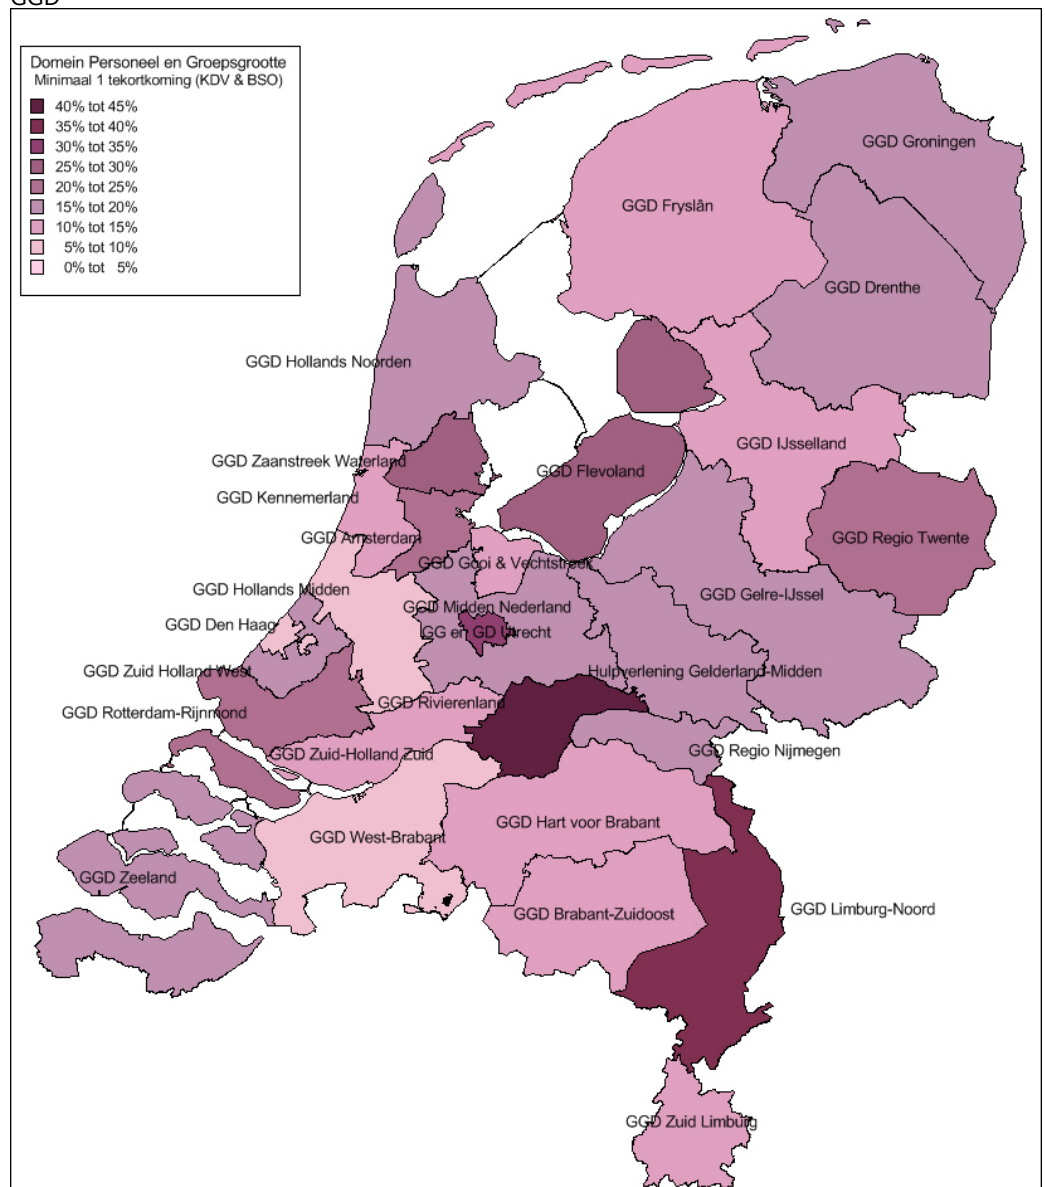 GGD
Domein Personeel en Groepsgrootte
Minimaal 1 tekortkoming (KDV & BSO)
40% tot 45%
35% tot 40%
30% tot 35%
25% tot 30%
20% tot 25%
15% tot 20%
10% tot 15%
5% tot 10%
0% tot 5%
GGD Groningen
GGD Fryslân
GGD Drenthe
GGD Hollands Noorden
GGD IJsselland
GGD Zaanstreek Waterland
GGD Flevoland
GGD Kennemerland
GGD Amsterdam
GGD Regio Twente
GGD Gooi & Vechtstreek
GGD Hollands Midden
GGD Gelre-IJssel
GGD Midden Nederland
GGD Den Haag
GG en GD Utrecht
GGD Zuid Holland West
Hulpverlening Gelderland-Midden
GGD Rivierenland
GGD Rotterdam-Rijnmond
GGD Zuid-Holland Zuid
GGD Regio Nijmegen
GGD Hart voor Brabant
GGD West-Brabant
GGD Zeeland
GGD Brabant-Zuidoost
GGD Limburg-Noord
GGD Zuid Limburg